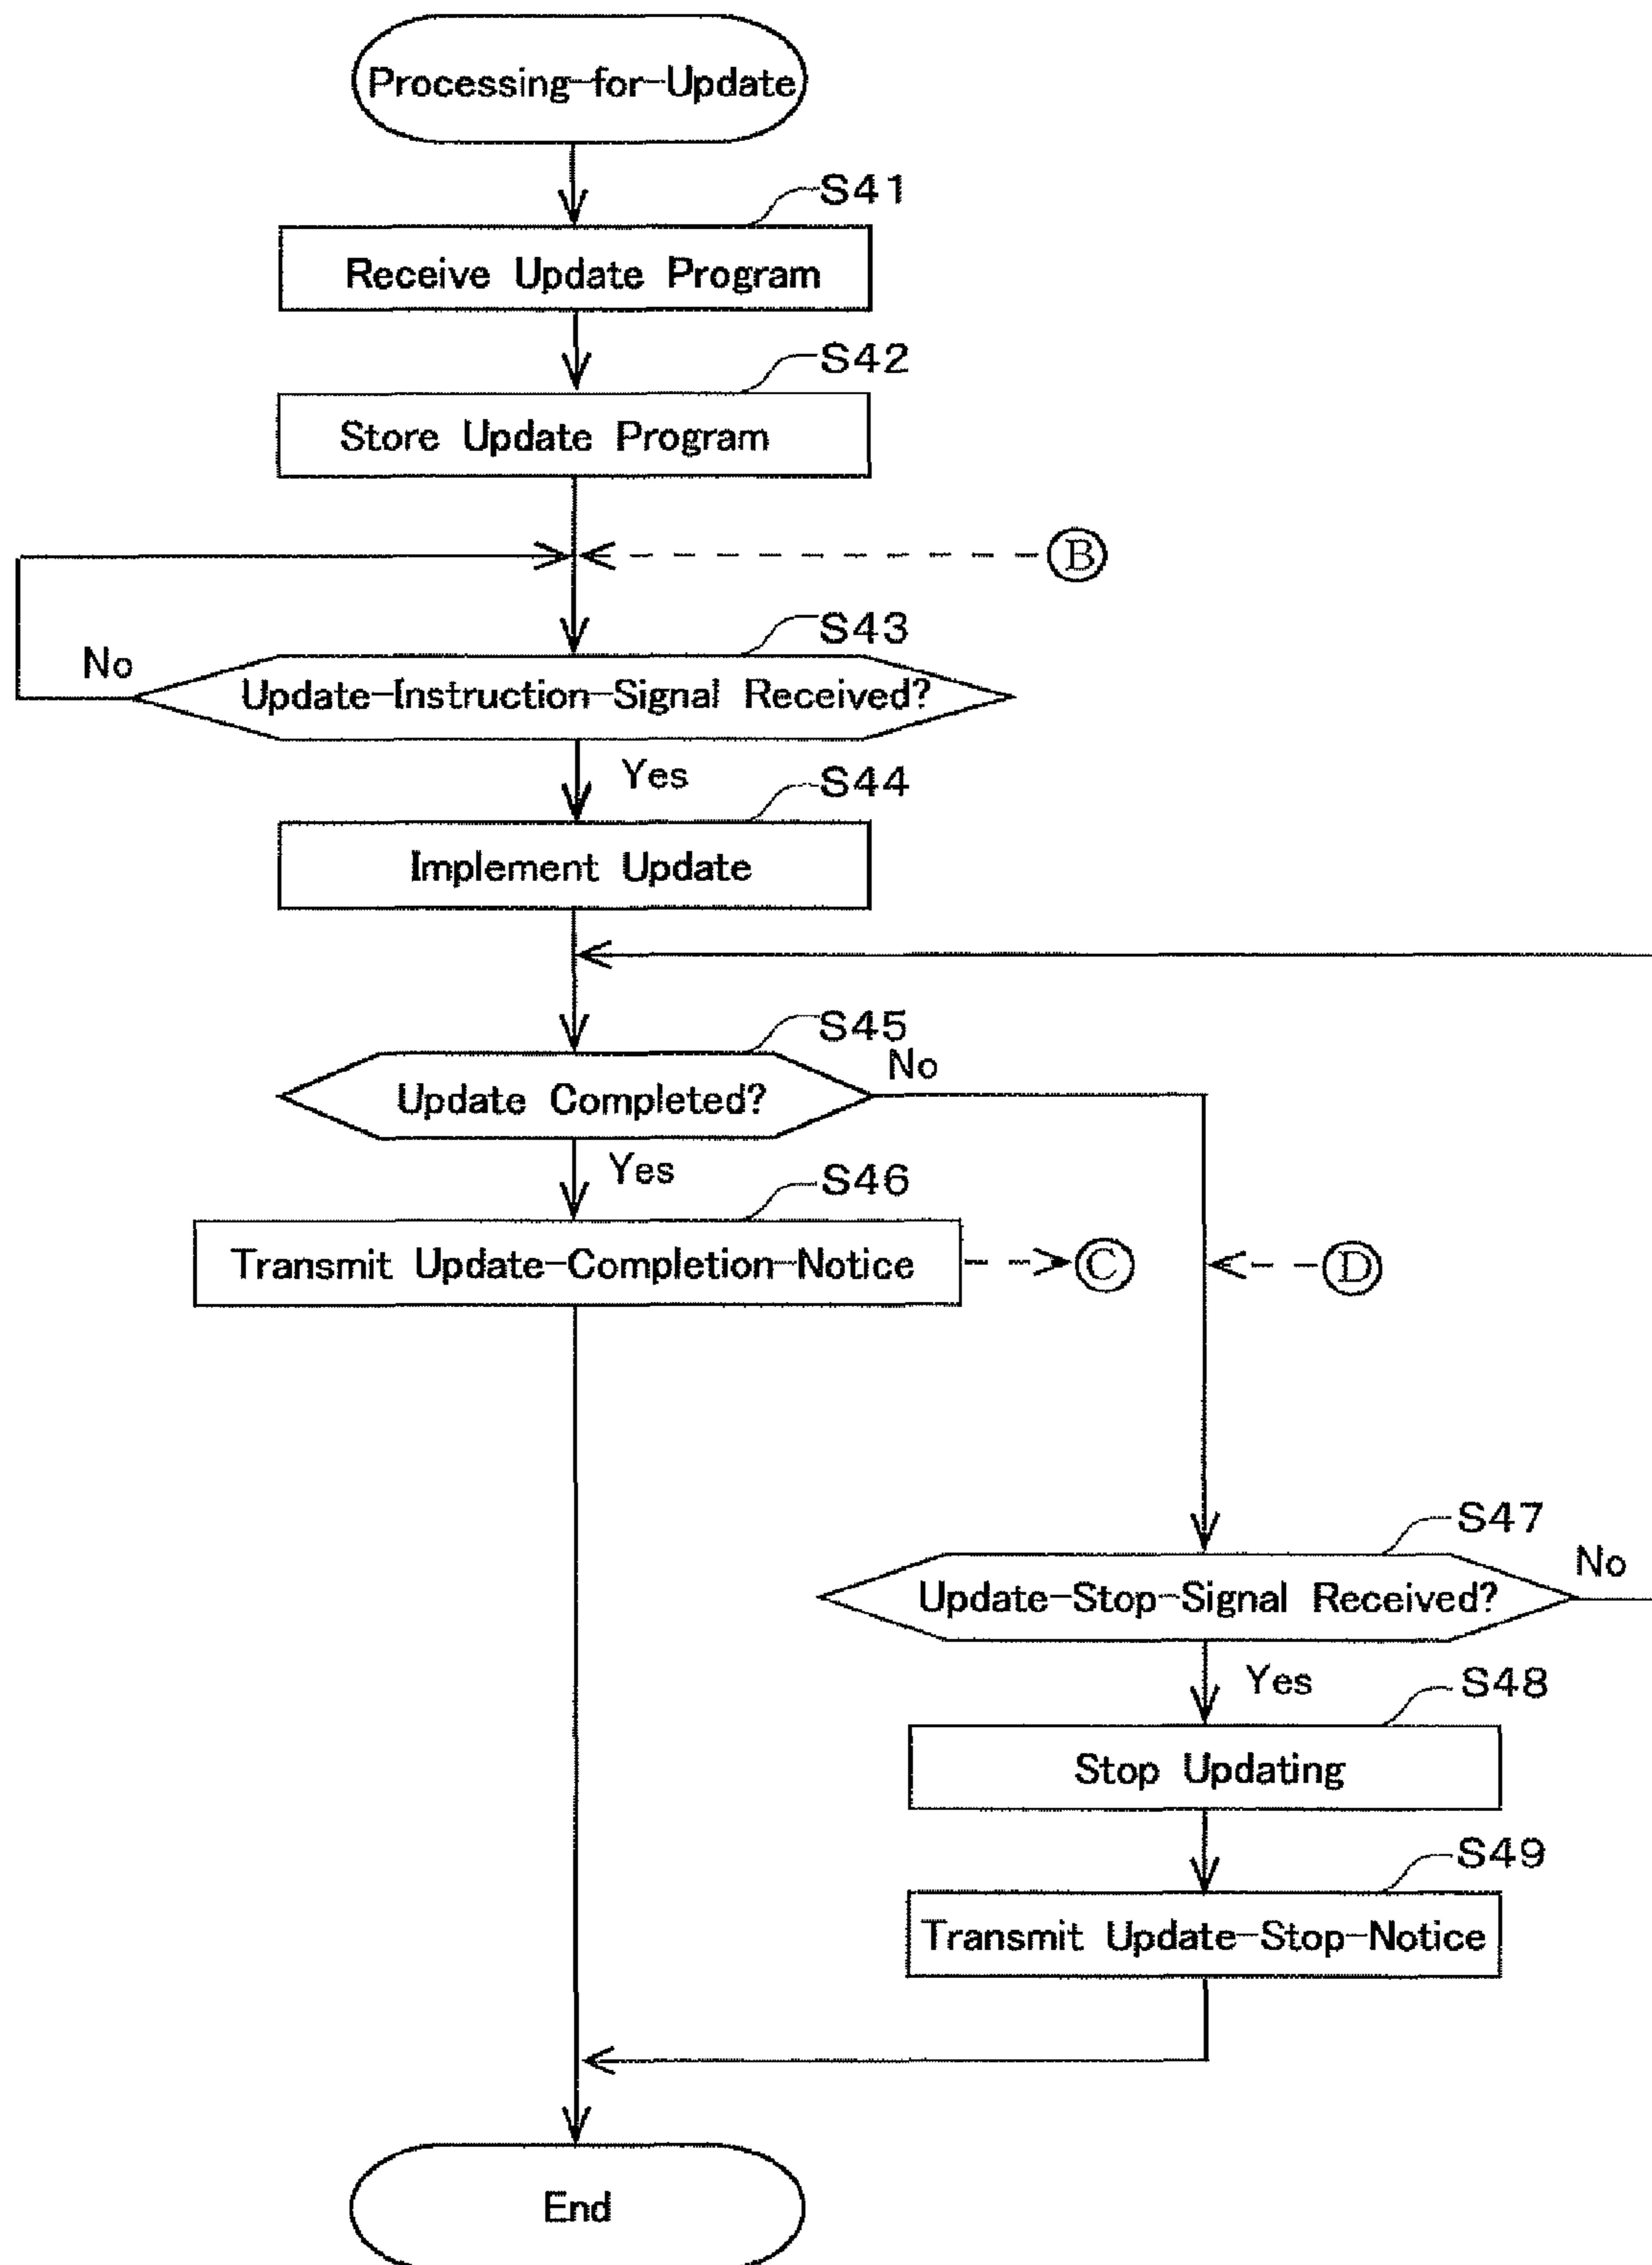 Processing-for-Update
S41
Receive Update Program
S42
Store Update Program
B
S43
No
Update-Instruction-Signal Received?
Yes
S44
Implement Update
S45
No
Update Completed?
Yes
S46
Transmit Update-Completion-Notice
C
D
S47
No
Update-Stop-Signal Received?
Yes
S48
Stop Updating
S49
Transmit Update-Stop-Notice
End